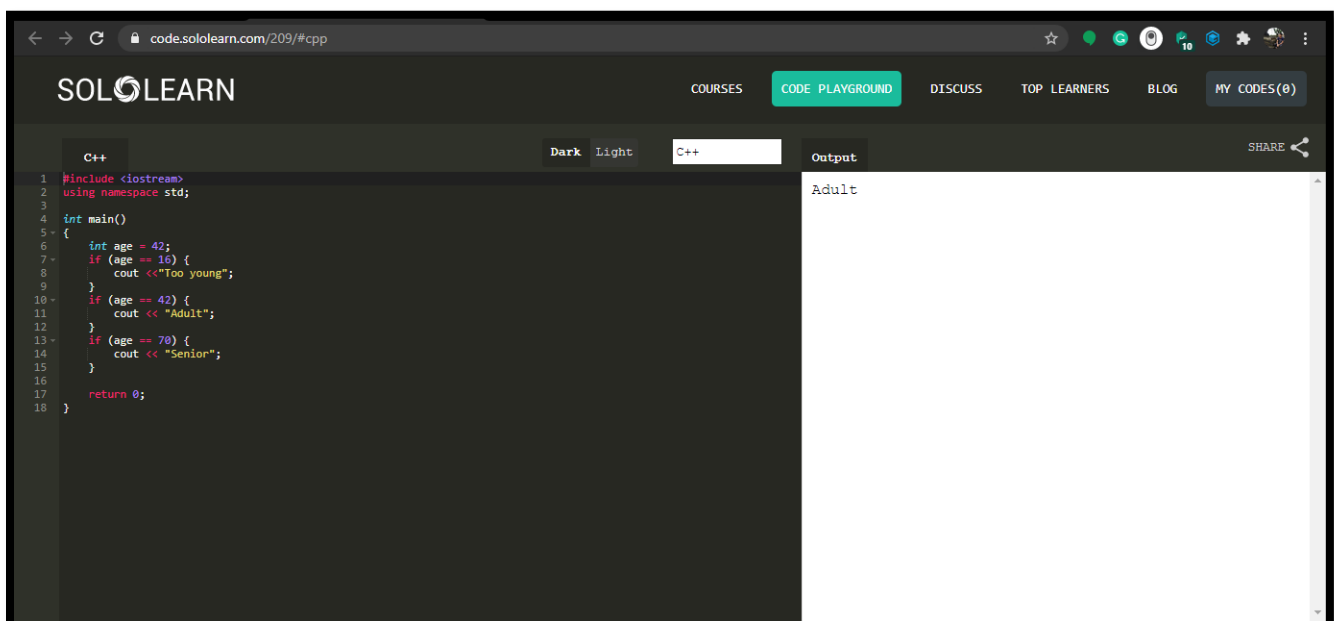 code.sololearn.com/209/#cpp
10
SOLOLEARN
COURSES
CODE PLAYGROUND
DISCUSS
TOP LEARNERS
BLOG
MY CODES(0)
C++
Dark Light
C++
Output
SHARE
1 #include <iostream>
2 using namespace std;
3
4 int main()
5 {
6 int age = 42;
7 if (age == 16) {
8 cout <<"Too young";
9 }
10 if (age == 42) {
11 cout << "Adult";
12 }
13 if (age == 70) {
14 cout << "Senior";
15 }
16
17 return 0;
18 }
Adult